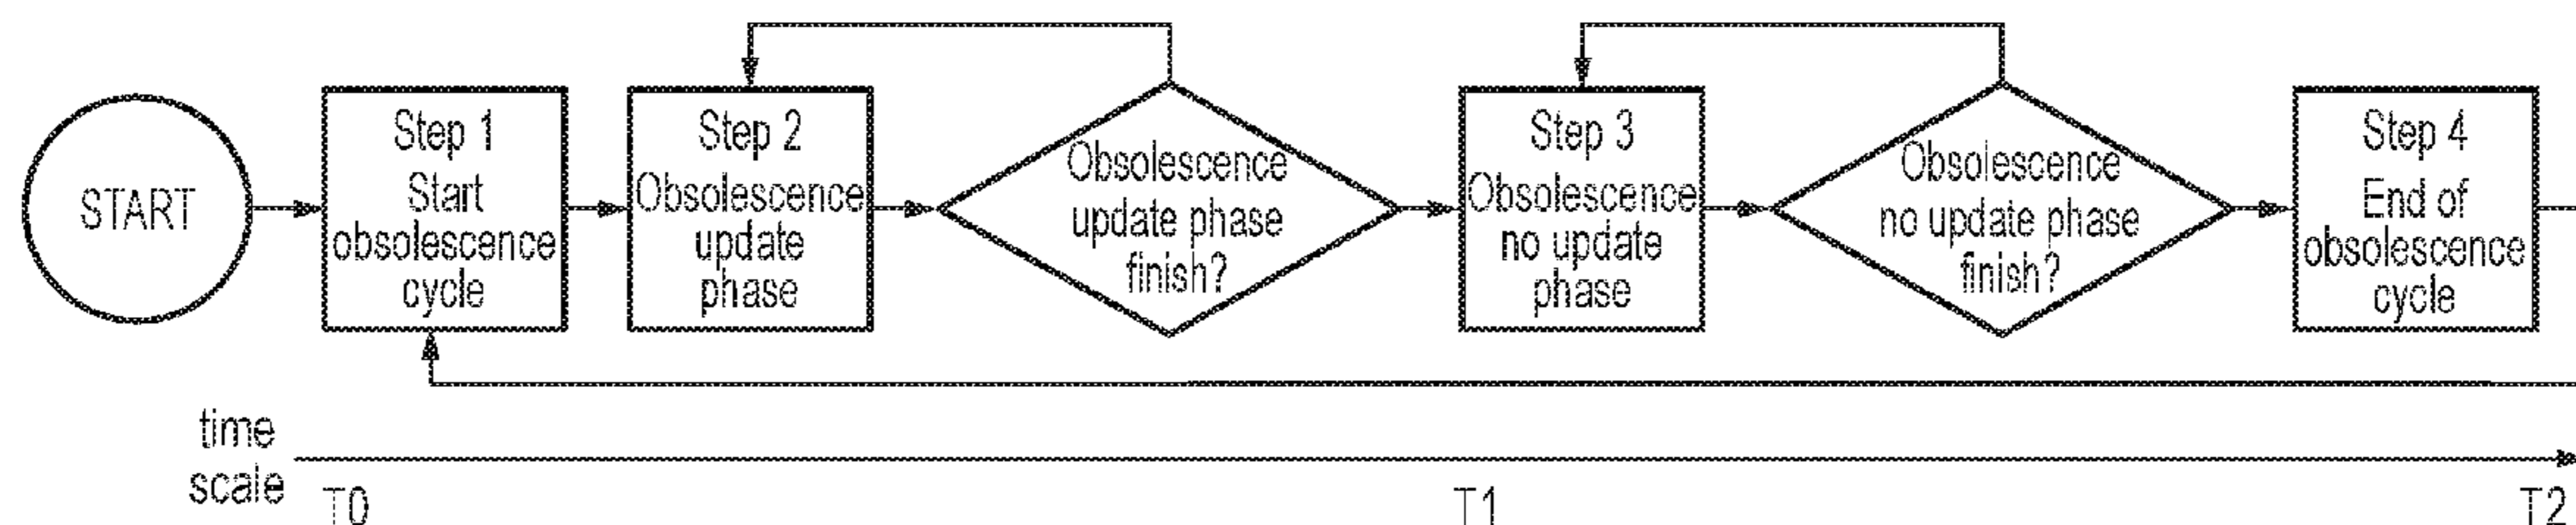 START
Step 1
Start
obsolescence
cycle
Step 2
Obsolescence
update
phase
Obsolescence
update phase
finish?
Step 3
Obsolescence
no update
phase
Obsolescence
no update phase
finish?
Step 4
End of
obsolescence
cycle
time
scale
T0
T1
T2